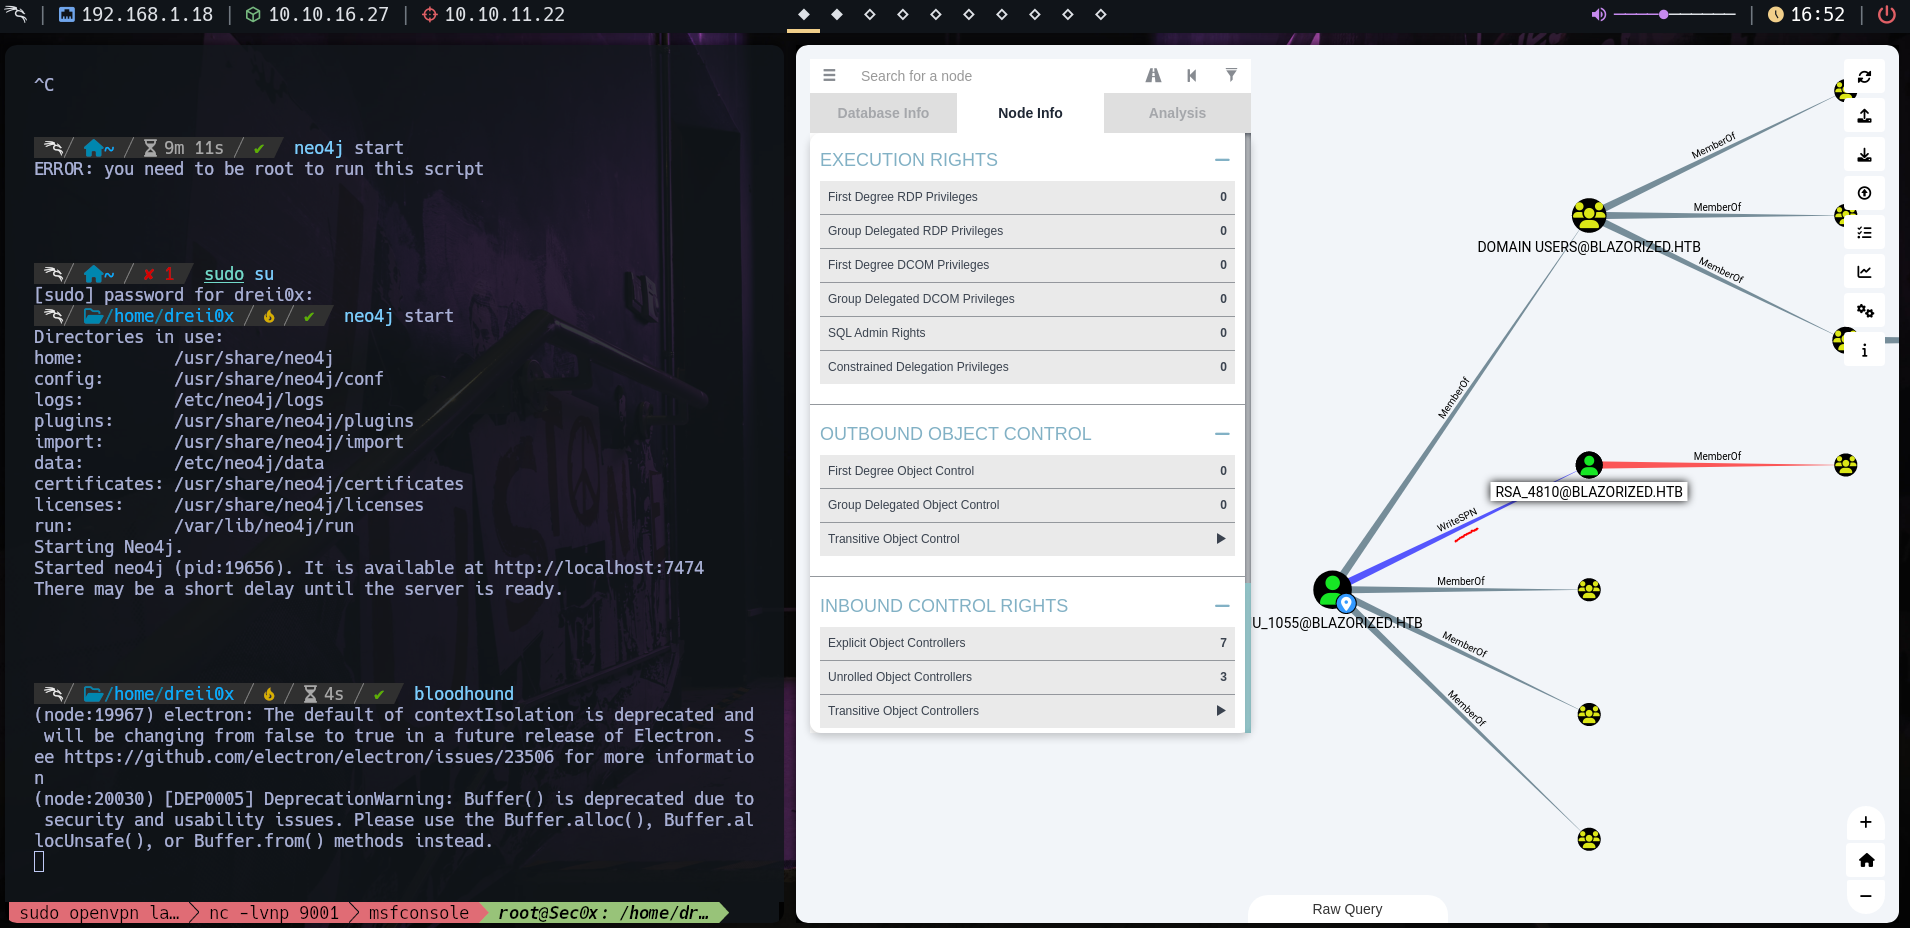 192.168.1.18 | 10.10.16.27 | 10.10.11.22
16:52
^C
/ ~ / 9m 11s / ✔ neo4j start
ERROR: you need to be root to run this script
/ ~ / ✘ 1 sudo su
[sudo] password for dreii0x:
/ /home/dreii0x / / ✔ neo4j start
Directories in use:
home:         /usr/share/neo4j
config:       /usr/share/neo4j/conf
logs:         /etc/neo4j/logs
plugins:      /usr/share/neo4j/plugins
import:       /usr/share/neo4j/import
data:         /etc/neo4j/data
certificates: /usr/share/neo4j/certificates
licenses:     /usr/share/neo4j/licenses
run:          /var/lib/neo4j/run
Starting Neo4j.
Started neo4j (pid:19656). It is available at http://localhost:7474
There may be a short delay until the server is ready.
/ /home/dreii0x / / 4s / ✔ bloodhound
(node:19967) electron: The default of contextIsolation is deprecated and
will be changing from false to true in a future release of Electron.  S
ee https://github.com/electron/electron/issues/23506 for more informatio
n
(node:20030) [DEP0005] DeprecationWarning: Buffer() is deprecated due to
security and usability issues. Please use the Buffer.alloc(), Buffer.al
locUnsafe(), or Buffer.from() methods instead.
sudo openvpn la… nc -lvnp 9001 msfconsole root@Sec0x: /home/dr…
Search for a node
Database Info
Node Info
Analysis
EXECUTION RIGHTS
First Degree RDP Privileges 0
Group Delegated RDP Privileges 0
First Degree DCOM Privileges 0
Group Delegated DCOM Privileges 0
SQL Admin Rights 0
Constrained Delegation Privileges 0
OUTBOUND OBJECT CONTROL
First Degree Object Control 0
Group Delegated Object Control 0
Transitive Object Control
INBOUND CONTROL RIGHTS
Explicit Object Controllers 7
Unrolled Object Controllers 3
Transitive Object Controllers
MemberOf
MemberOf
DOMAIN USERS@BLAZORIZED.HTB
MemberOf
MemberOf
MemberOf
RSA_4810@BLAZORIZED.HTB
WriteSPN
MemberOf
U_1055@BLAZORIZED.HTB
MemberOf
MemberOf
Raw Query